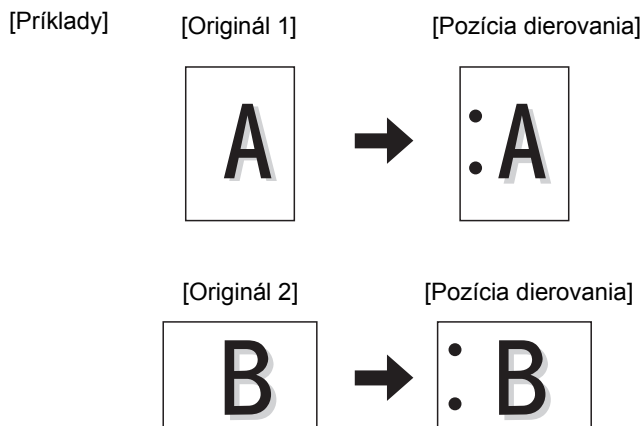 [Príklady] [Originál 1] [Pozícia dierovania]
A A
[Originál 2] [Pozícia dierovania]
B B